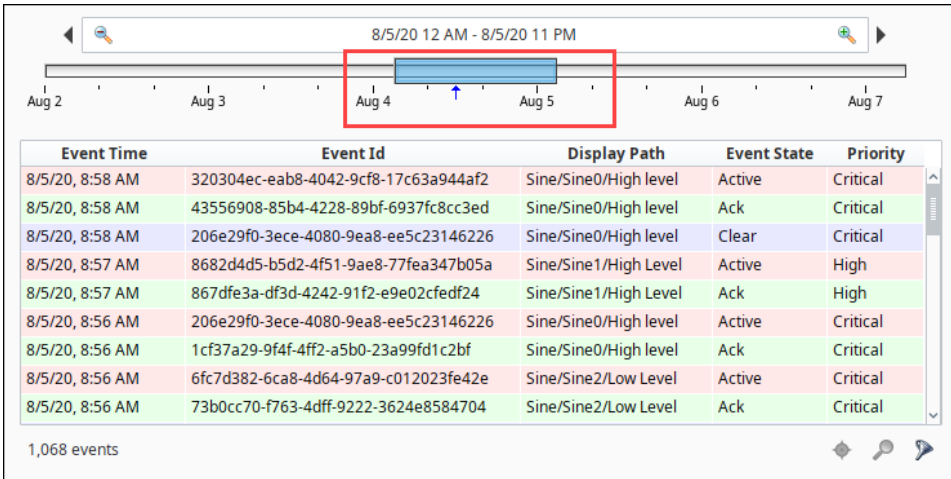 8/5/20 12 AM - 8/5/20 11 PM
Aug 2 Aug 3 Aug 4 Aug 5 Aug 6 Aug 7
Event Time Event Id Display Path Event State Priority
8/5/20, 8:58 AM 320304ec-eab8-4042-9cf8-17c63a944af2 Sine/Sine0/High level Active Critical
8/5/20, 8:58 AM 43556908-85b4-4228-89bf-6937fc8cc3ed Sine/Sine0/High level Ack Critical
8/5/20, 8:58 AM 206e29f0-3ece-4080-9ea8-ee5c23146226 Sine/Sine0/High level Clear Critical
8/5/20, 8:57 AM 8682d4d5-b5d2-4f51-9ae8-77fea347b05a Sine/Sine1/High Level Active High
8/5/20, 8:57 AM 867dfe3a-df3d-4242-91f2-e9e02cfedf24 Sine/Sine1/High Level Ack High
8/5/20, 8:56 AM 206e29f0-3ece-4080-9ea8-ee5c23146226 Sine/Sine0/High level Active Critical
8/5/20, 8:56 AM 1cf37a29-9f4f-4ff2-a5b0-23a99fd1c2bf Sine/Sine0/High level Ack Critical
8/5/20, 8:56 AM 6fc7d382-6ca8-4d64-97a9-c012023fe42e Sine/Sine2/Low Level Active Critical
8/5/20, 8:56 AM 73b0cc70-f763-4dff-9222-3624e8584704 Sine/Sine2/Low Level Ack Critical
1,068 events